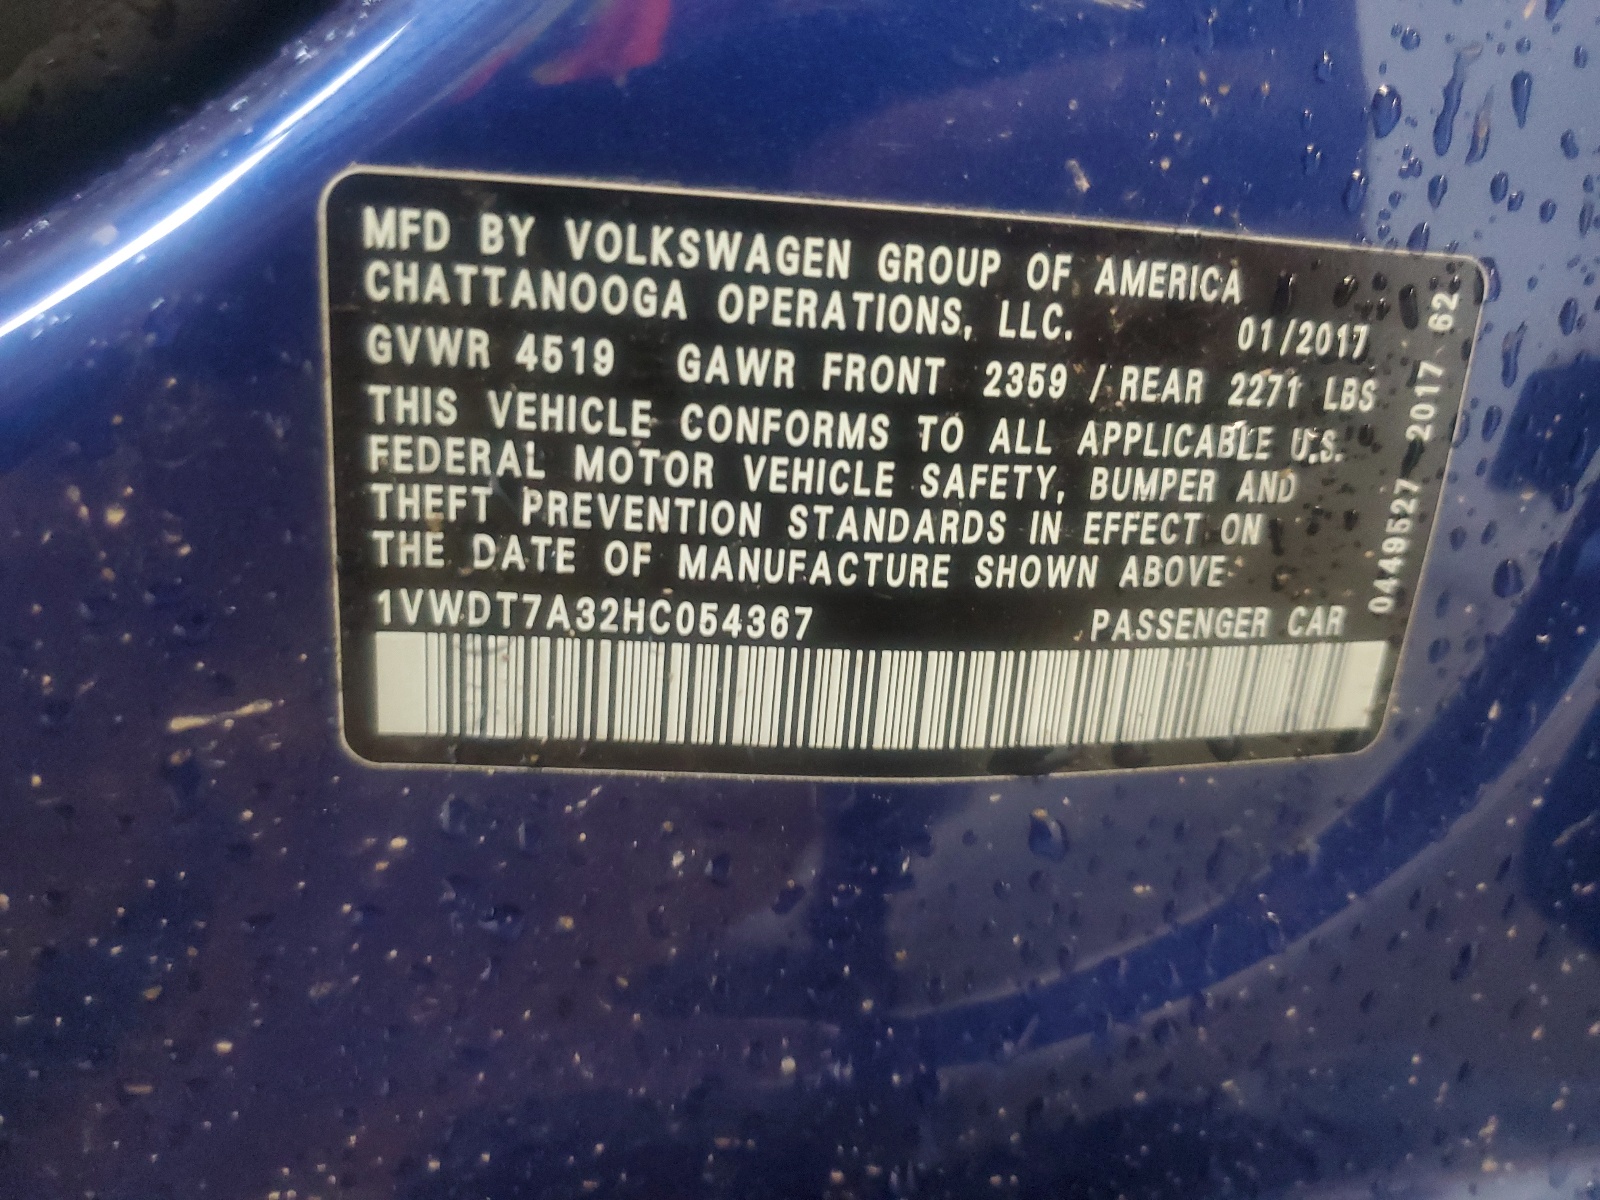 MFD BY VOLKSWAGEN GROUP OF AMERICA
CHATTANOOGA OPERATIONS, LLC. 01/2017
GVWR 4519 GAWR FRONT 2359 / REAR 2271 LBS
THIS VEHICLE CONFORMS TO ALL APPLICABLE U.S.
FEDERAL MOTOR VEHICLE SAFETY, BUMPER AND
THEFT PREVENTION STANDARDS IN EFFECT ON
THE DATE OF MANUFACTURE SHOWN ABOVE
1VWDT7A32HC054367 PASSENGER CAR
0449527-2017 62